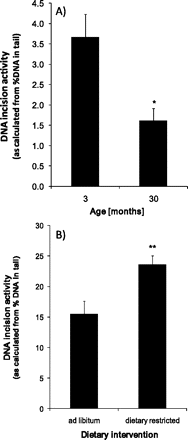 A)
DNA incision activity
(as calculated from %DNA in tail)
4.5
4.0
3.5
3.0
2.5
2.0
1.5
1.0
0.5
0.0
*
3
30
Age [months]
B)
DNA incision activity
(as calculated from % DNA in tail)
30
25
20
15
10
5
0
**
ad libitum
dietary restricted
Dietary intervention